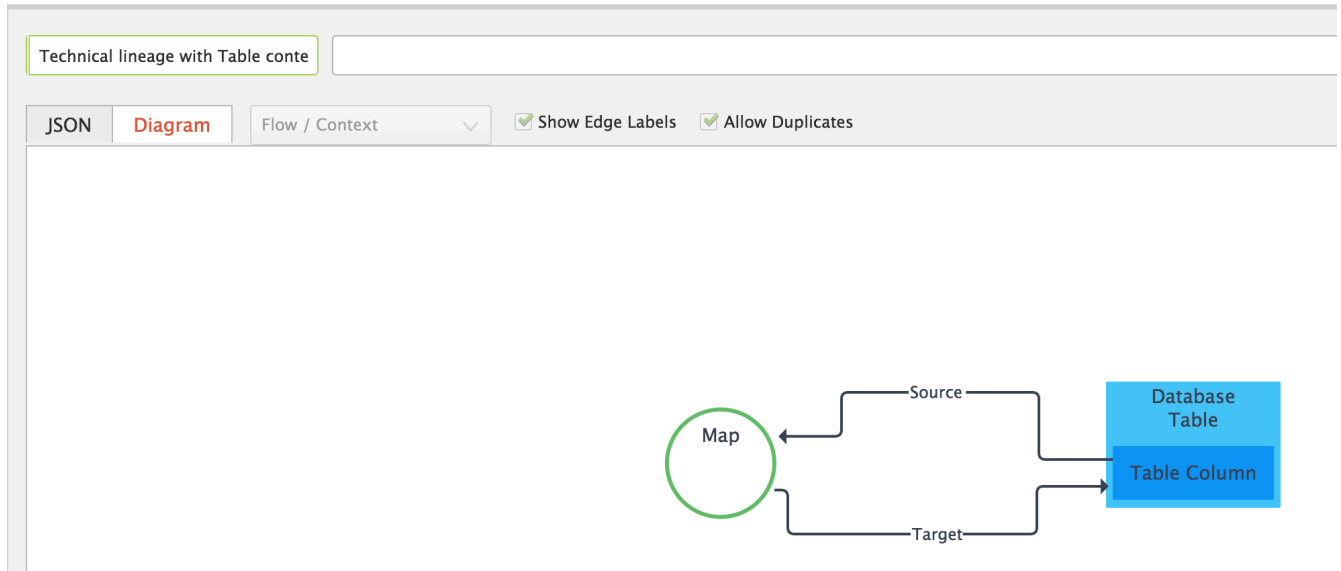 Technical lineage with Table conte
JSON
Diagram
Flow / Context
Show Edge Labels
Allow Duplicates
Source
Database
Table
Map
Table Column
Target